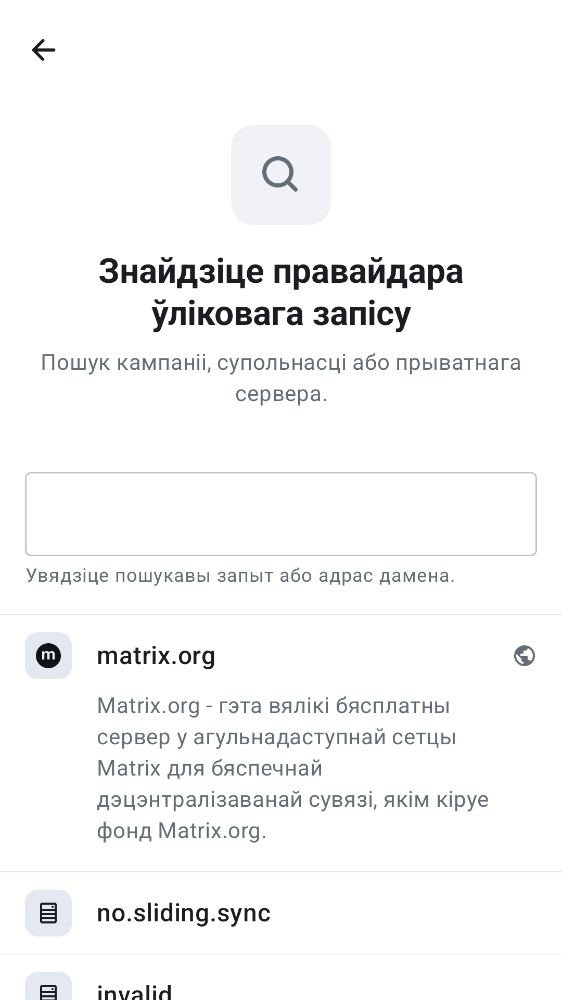 Знайдзіце правайдара
ўліковага запісу
Пошук кампаніі, супольнасці або прыватнага
сервера.
Увядзіце пошукавы запыт або адрас дамена.
m
matrix.org
Matrix.org - гэта вялікі бясплатны
сервер у агульнадаступнай сетцы
Matrix для бяспечнай
дэцэнтралізаванай сувязі, якім кіруе
фонд Matrix.org.
no.sliding.sync
invalid